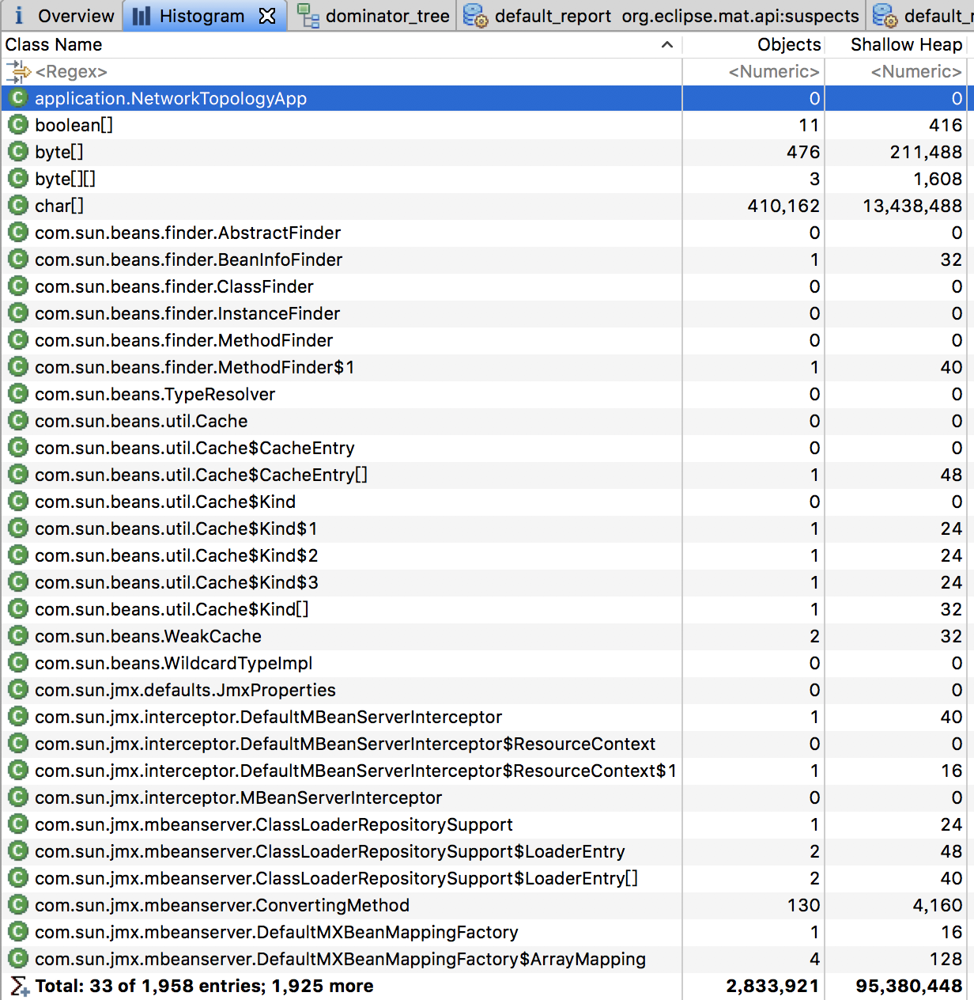 Overview Histogram dominator_tree default_report org.eclipse.mat.api:suspects
Class Name Objects Shallow Heap
<Regex> <Numeric> <Numeric>
application.NetworkTopologyApp 0 0
boolean[] 11 416
byte[] 476 211,488
byte[][] 3 1,608
char[] 410,162 13,438,488
com.sun.beans.finder.AbstractFinder 0 0
com.sun.beans.finder.BeanInfoFinder 1 32
com.sun.beans.finder.ClassFinder 0 0
com.sun.beans.finder.InstanceFinder 0 0
com.sun.beans.finder.MethodFinder 0 0
com.sun.beans.finder.MethodFinder$1 1 40
com.sun.beans.TypeResolver 0 0
com.sun.beans.util.Cache 0 0
com.sun.beans.util.Cache$CacheEntry 0 0
com.sun.beans.util.Cache$CacheEntry[] 1 48
com.sun.beans.util.Cache$Kind 0 0
com.sun.beans.util.Cache$Kind$1 1 24
com.sun.beans.util.Cache$Kind$2 1 24
com.sun.beans.util.Cache$Kind$3 1 24
com.sun.beans.util.Cache$Kind[] 1 32
com.sun.beans.WeakCache 2 32
com.sun.beans.WildcardTypeImpl 0 0
com.sun.jmx.defaults.JmxProperties 0 0
com.sun.jmx.interceptor.DefaultMBeanServerInterceptor 1 40
com.sun.jmx.interceptor.DefaultMBeanServerInterceptor$ResourceContext 0 0
com.sun.jmx.interceptor.DefaultMBeanServerInterceptor$ResourceContext$1 1 16
com.sun.jmx.interceptor.MBeanServerInterceptor 0 0
com.sun.jmx.mbeanserver.ClassLoaderRepositorySupport 1 24
com.sun.jmx.mbeanserver.ClassLoaderRepositorySupport$LoaderEntry 2 48
com.sun.jmx.mbeanserver.ClassLoaderRepositorySupport$LoaderEntry[] 2 40
com.sun.jmx.mbeanserver.ConvertingMethod 130 4,160
com.sun.jmx.mbeanserver.DefaultMXBeanMappingFactory 1 16
com.sun.jmx.mbeanserver.DefaultMXBeanMappingFactory$ArrayMapping 4 128
Total: 33 of 1,958 entries; 1,925 more 2,833,921 95,380,448